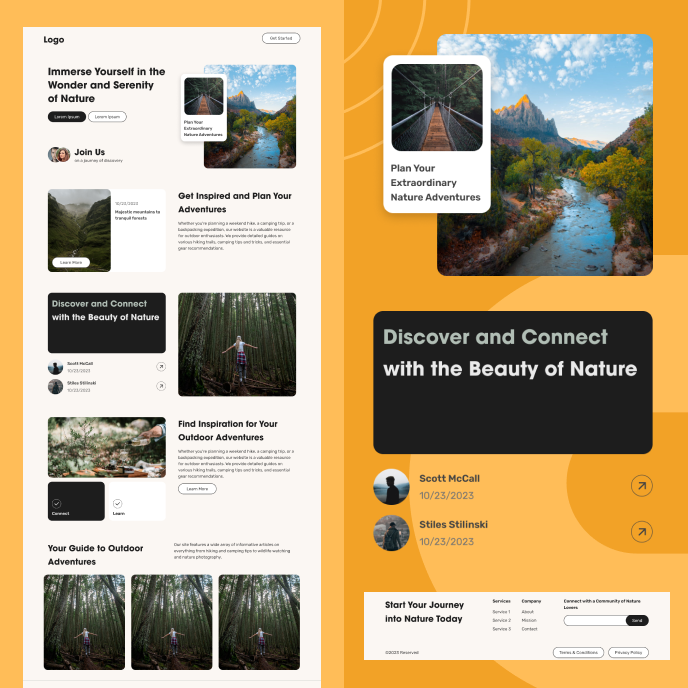 Logo
Get Started
Immerse Yourself in the
Wonder and Serenity
of Nature
Lorem Ipsum
Lorem Ipsum
Plan Your
Extraordinary
Nature Adventures
Join Us
on a journey of discovery
10/23/2023
Majestic mountains to
tranquil forests
Learn More
Get Inspired and Plan Your
Adventures
Whether you're planning a weekend hike, a camping trip, or a
backpacking expedition, our website is a valuable resource
for outdoor enthusiasts. We provide detailed guides on
various hiking trails, camping tips and tricks, and essential
gear recommendations.
Discover and Connect
with the Beauty of Nature
Scott McCall
10/23/2023
Stiles Stilinski
10/23/2023
Connect
Learn
Find Inspiration for Your
Outdoor Adventures
Whether you're planning a weekend hike, a camping trip, or a
backpacking expedition, our website is a valuable resource
for outdoor enthusiasts. We provide detailed guides on
various hiking trails, camping tips and tricks, and essential
gear recommendations.
Learn More
Your Guide to Outdoor
Adventures
Our site features a wide array of informative articles on
everything from hiking and camping tips to wildlife watching
and nature photography.
Plan Your
Extraordinary
Nature Adventures
Discover and Connect
with the Beauty of Nature
Scott McCall
10/23/2023
Stiles Stilinski
10/23/2023
Start Your Journey
into Nature Today
Services
Service 1
Service 2
Service 3
Company
About
Mission
Contact
Connect with a Community of Nature
Lovers
Send
©2023 Reserved
Terms & Conditions
Privacy Policy